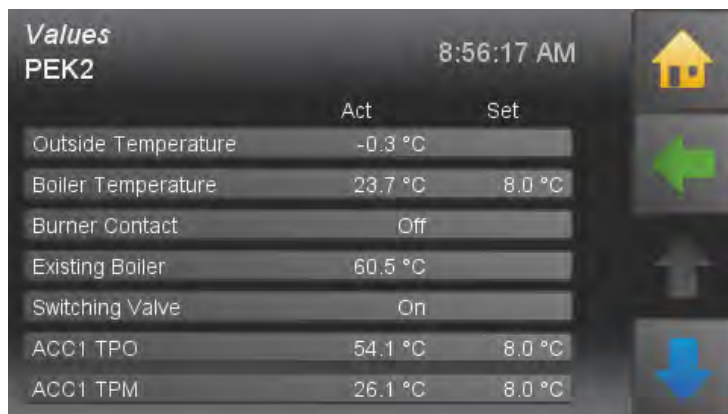 Values
PEK2
8:56:17 AM
Act Set
Outside Temperature -0.3 °C
Boiler Temperature 23.7 °C 8.0 °C
Burner Contact Off
Existing Boiler 60.5 °C
Switching Valve On
ACC1 TPO 54.1 °C 8.0 °C
ACC1 TPM 26.1 °C 8.0 °C